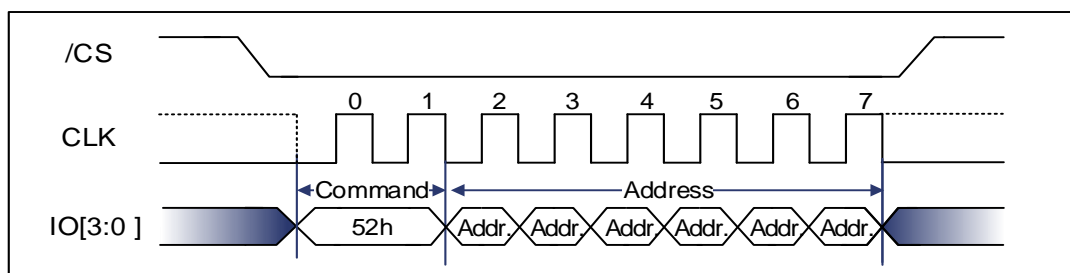 /CS
0 1 2 3 4 5 6 7
CLK
Command Address
IO[3:0 ] 52h Addr. Addr. Addr. Addr. Addr. Addr.